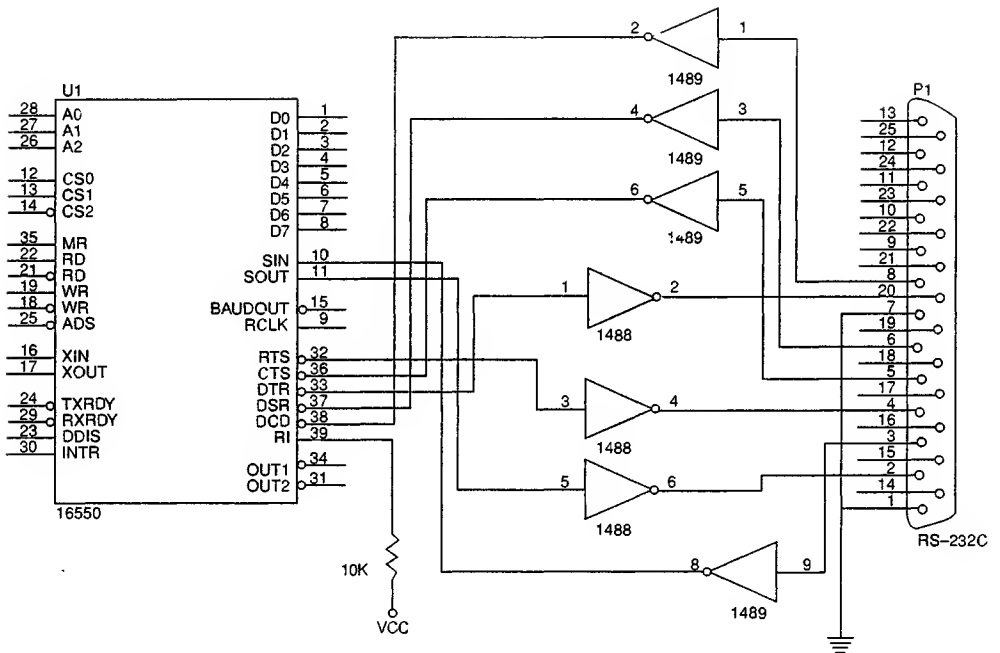 U1
28 A0
27 A1
26 A2
12 CS0
13 CS1
14 CS2
35 MR
22 RD
21 RD
19 WR
18 WR
25 ADS
16 XIN
17 XOUT
24 TXRDY
29 RXRDY
23 DDIS
30 INTR
D0 1
D1 2
D2 3
D3 4
D4 5
D5 6
D6 7
D7 8
SIN 10
SOUT 11
BAUDOUT 15
RCLK 9
RTS 32
CTS 36
DTR 33
DSR 37
DCD 38
RI 39
OUT1 34
OUT2 31
16550
10K
VCC
2 1
1489
4 3
1489
6 5
1489
1 2
1488
3 4
1488
5 6
1488
8 9
1489
P1
13
25
12
24
11
23
10
22
9
21
8
20
7
19
6
18
5
17
4
16
3
15
2
14
1
RS-232C